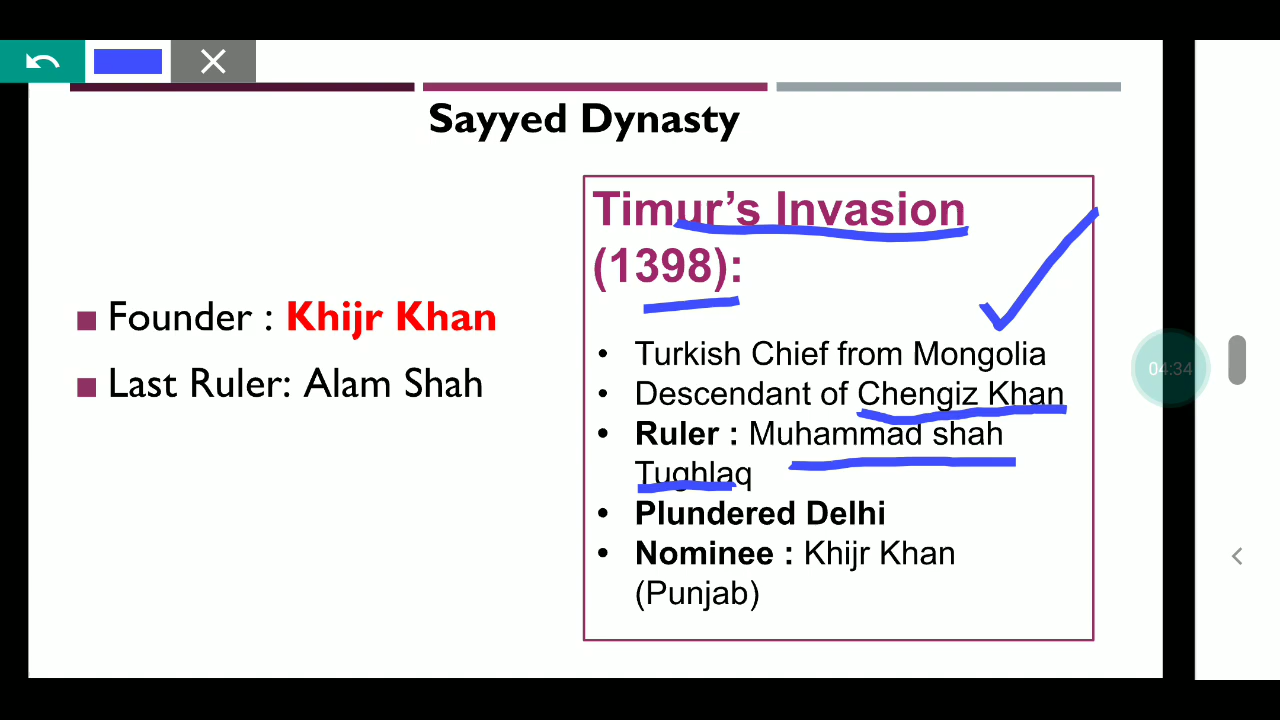 Sayyed Dynasty
Founder : Khijr Khan
Last Ruler: Alam Shah
Timur’s Invasion
(1398):
• Turkish Chief from Mongolia
• Descendant of Chengiz Khan
• Ruler : Muhammad shah
Tughlaq
• Plundered Delhi
• Nominee : Khijr Khan
(Punjab)
04:34